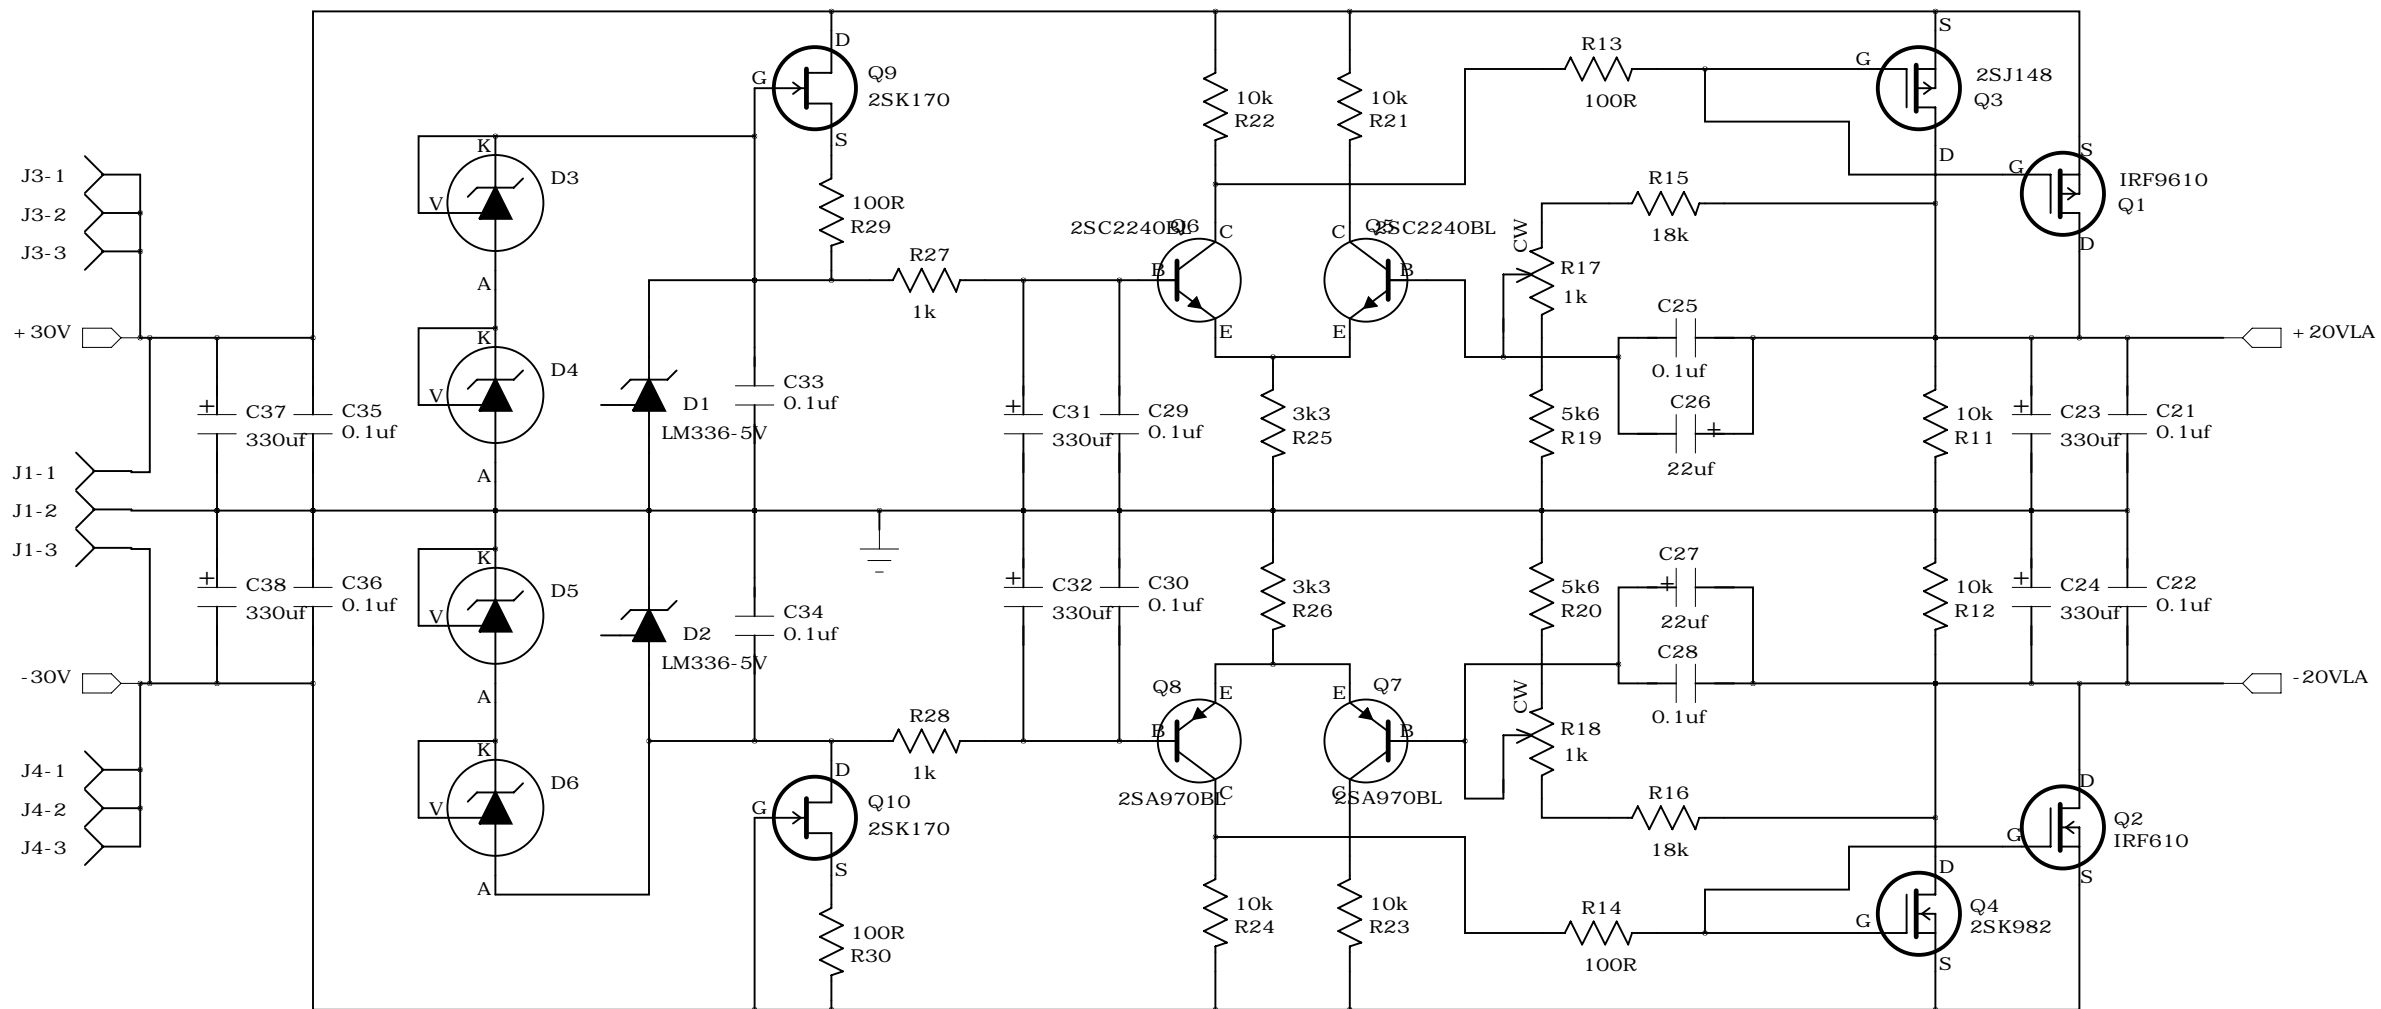 D
S
Q9
2SK170
G
S
R13
100R
G
2SJ148
Q3
D
10k
R22
10k
R21
J3-1
J3-2
J3-3
K
V
D3
A
100R
R29
R27
1k
2SC2240BL
Q6
C
B
E
Q5
2SC2240BL
C
B
E
CW
R15
18k
R17
1k
S
G
IRF9610
Q1
D
+30V
K
V
D4
A
D1
LM336-5V
C33
0.1uf
C25
0.1uf
C26
+
22uf
+20VLA
+
C37
330uf
C35
0.1uf
+
C31
330uf
C29
0.1uf
3k3
R25
5k6
R19
10k
R11
+
C23
330uf
C21
0.1uf
J1-1
J1-2
J1-3
K
V
D5
A
+
C38
330uf
C36
0.1uf
D2
LM336-5V
C34
0.1uf
+
C32
330uf
C30
0.1uf
3k3
R26
5k6
R20
C27
+
22uf
C28
0.1uf
10k
R12
+
C24
330uf
C22
0.1uf
-30V
-20VLA
J4-1
J4-2
J4-3
K
V
D6
A
R28
1k
Q8
E
B
C
2SA970BL
Q7
E
B
C
2SA970BL
CW
R18
1k
R16
18k
D
G
Q10
2SK170
S
100R
R30
10k
R24
10k
R23
R14
100R
D
G
Q2
IRF610
S
D
G
Q4
2SK982
S